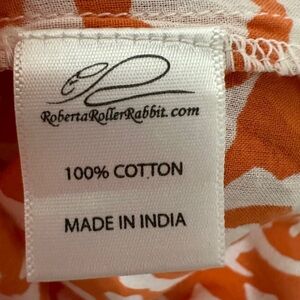 RobertaRollerRabbit.com
100% COTTON
MADE IN INDIA